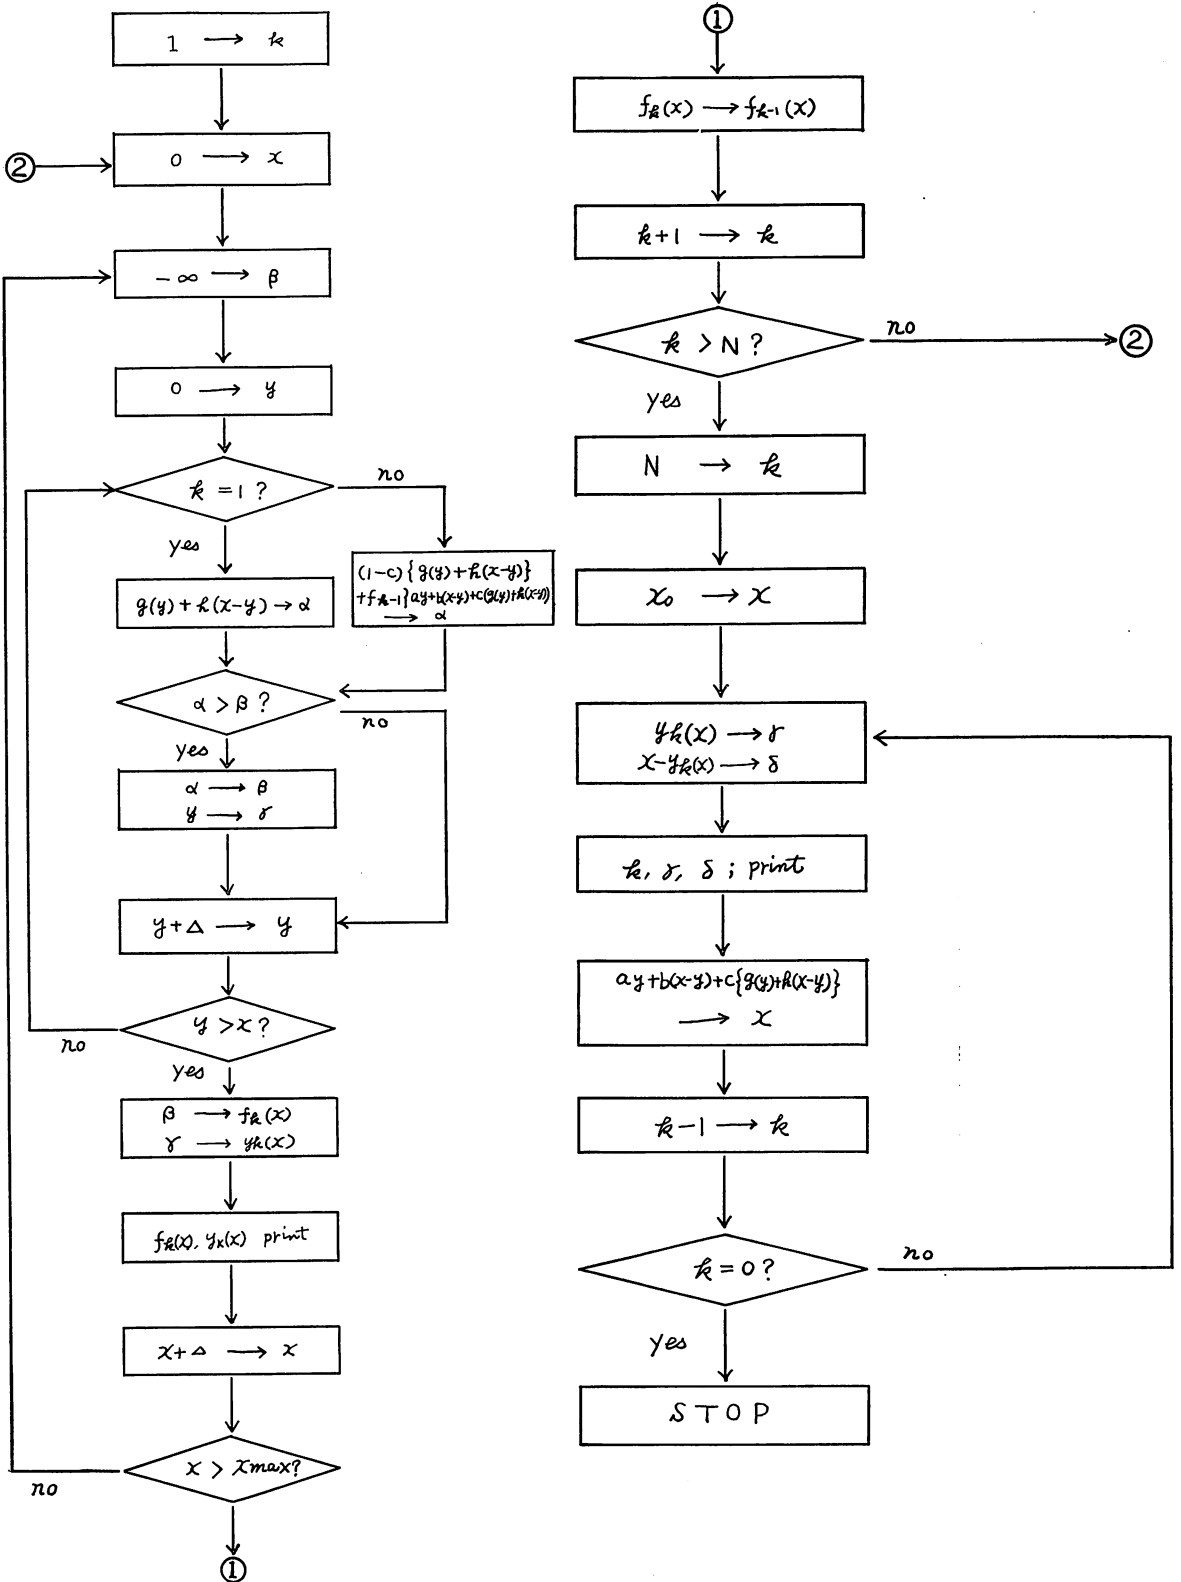 1 → k
② 
0 → x
-∞ → β
0 → y
k = 1 ?
no
yes
g(y) + h(x-y) → α
(1-c) { g(y) + h(x-y) }
+ f k-1 } ay + b(x-y) + c(g(y) + h(x-y))
→ α
α > β ?
no
yes
α → β
y → γ
y + Δ → y
y > x ?
no
yes
β → fk(x)
γ → yk(x)
fk(x), yk(x) print
x + Δ → x
x > xmax?
no
①
①
fk(x) → fk-1(x)
k+1 → k
k > N ?
no
②
yes
N → k
x₀ → x
yk(x) → γ
x-yk(x) → δ
k, γ, δ ; print
ay + b(x-y) + c{g(y)+h(x-y)}
→ x
k-1 → k
k = 0 ?
no
yes
STOP